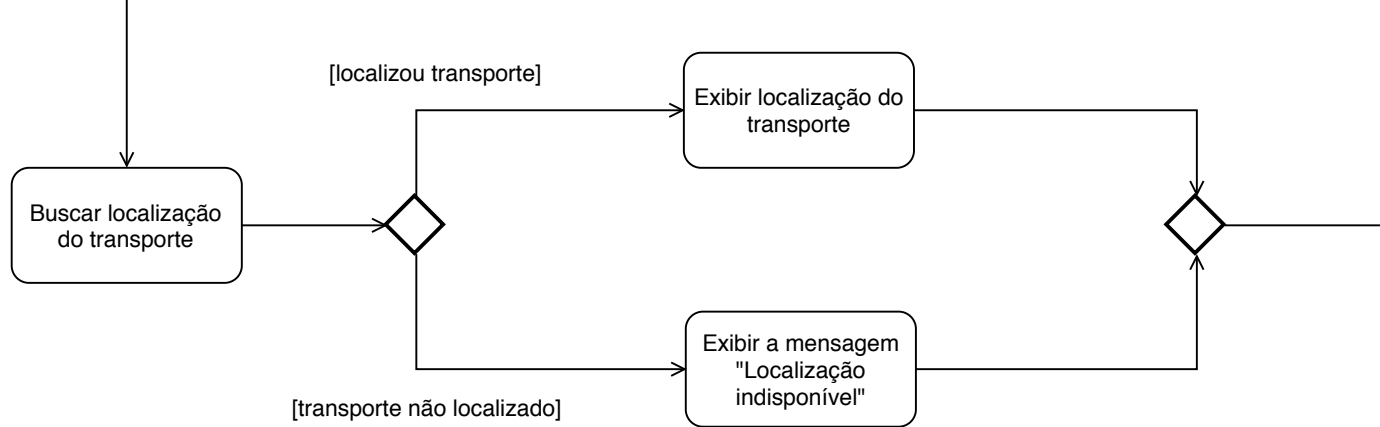 [localizou transporte]
Exibir localização do
transporte
Buscar localização
do transporte
Exibir a mensagem
"Localização
indisponível"
[transporte não localizado]